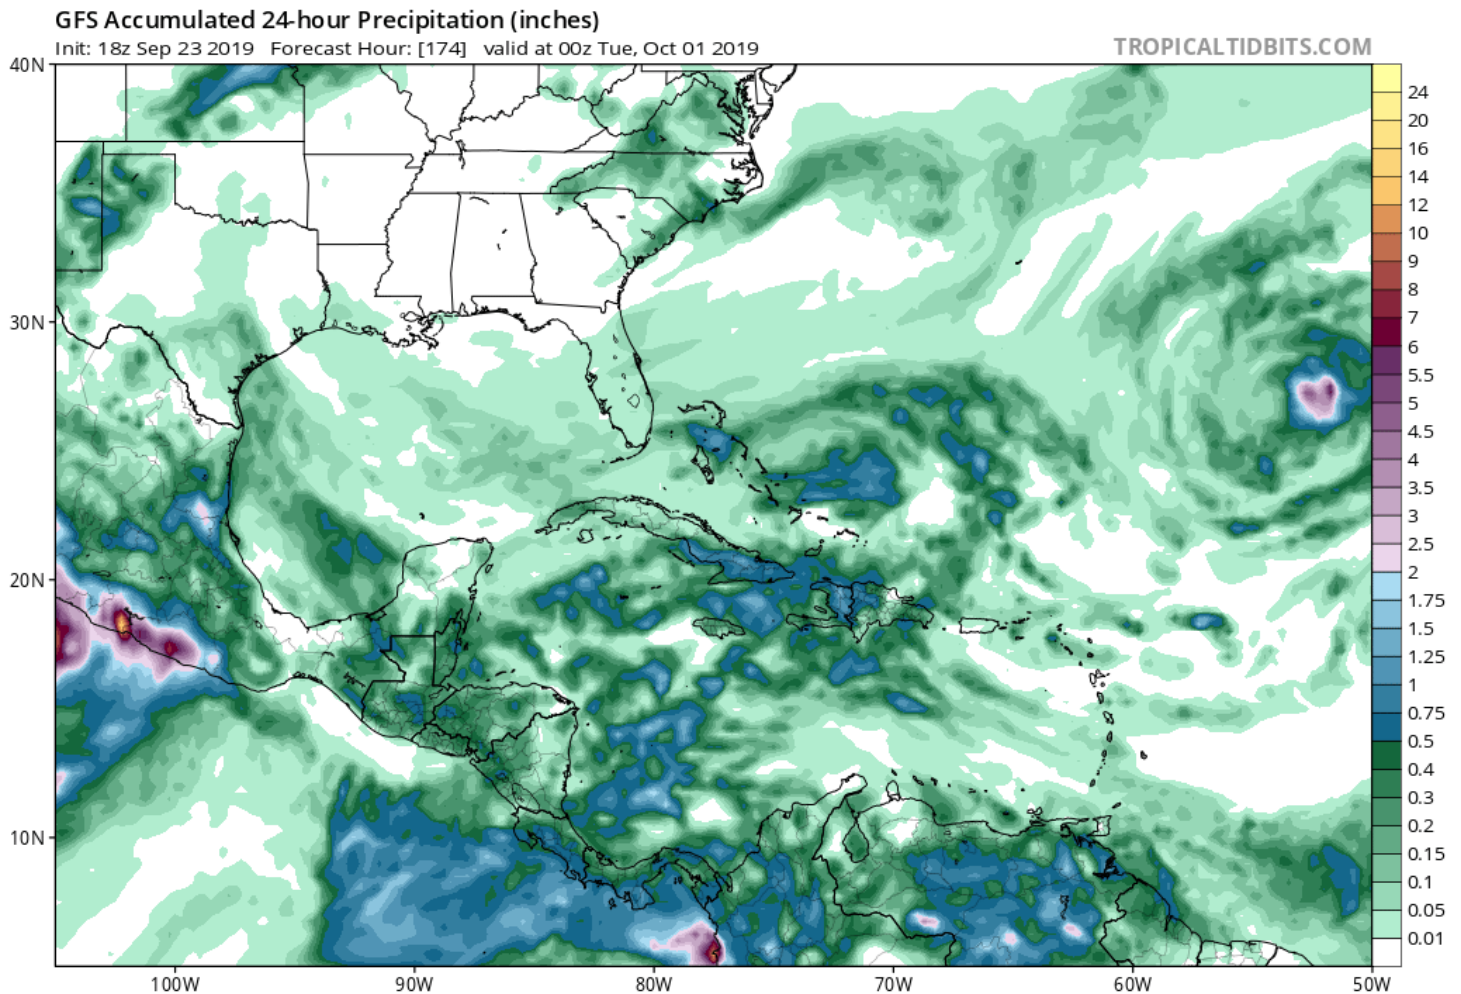 GFS Accumulated 24-hour Precipitation (inches)
Init: 18z Sep 23 2019 Forecast Hour: [174] valid at 00z Tue, Oct 01 2019
TROPICALTIDBITS.COM
40N
30N
20N
10N
100W
90W
80W
70W
60W
50W
24
20
16
14
12
10
9
8
7
6
5.5
5
4.5
4
3.5
3
2.5
2
1.75
1.5
1.25
1
0.75
0.5
0.4
0.3
0.2
0.15
0.1
0.05
0.01